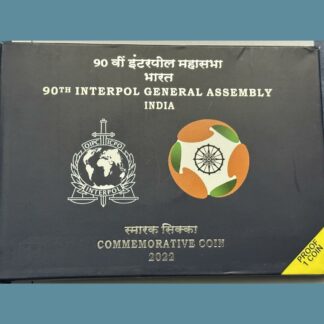 90 वीं इंटरपोल महासभा
भारत
90TH INTERPOL GENERAL ASSEMBLY
INDIA
OIPC ICPO
INTERPOL
स्मारक सिक्का
COMMEMORATIVE COIN
2022
PROOF
1 COIN